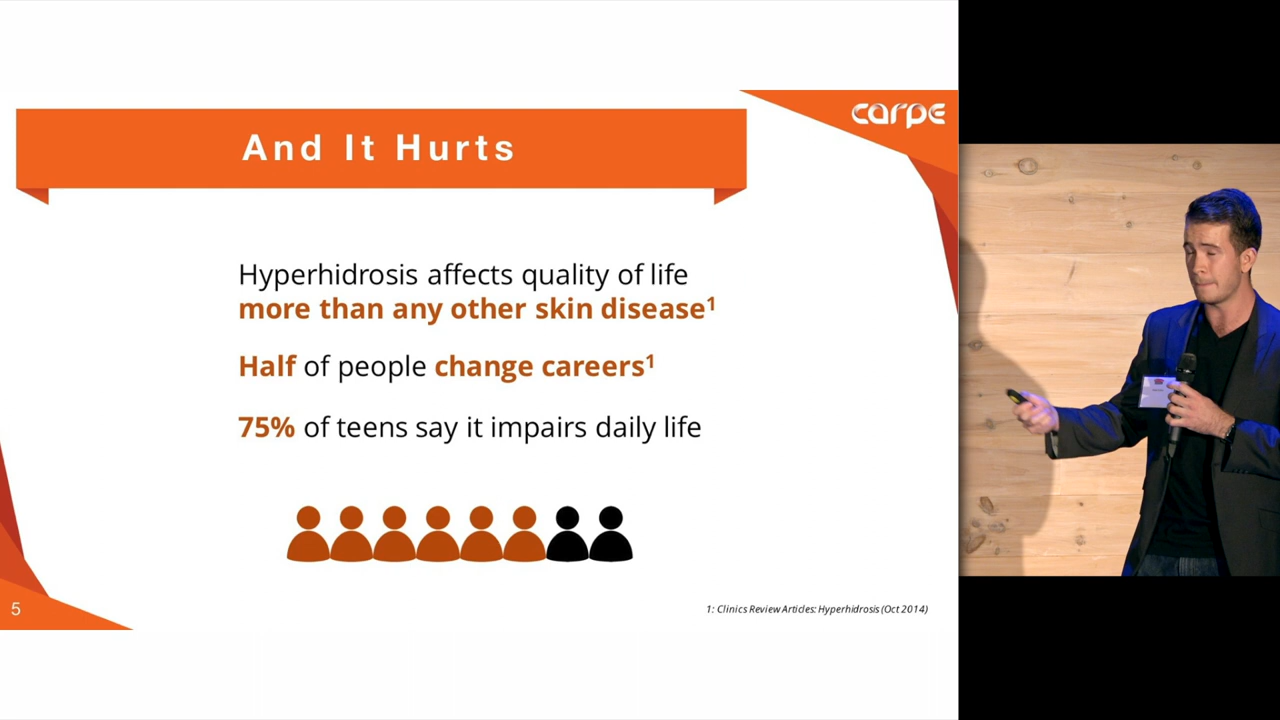 carpe
And It Hurts
Hyperhidrosis affects quality of life
more than any other skin disease¹
Half of people change careers¹
75% of teens say it impairs daily life
5
1: Clinics Review Articles: Hyperhidrosis (Oct 2014)